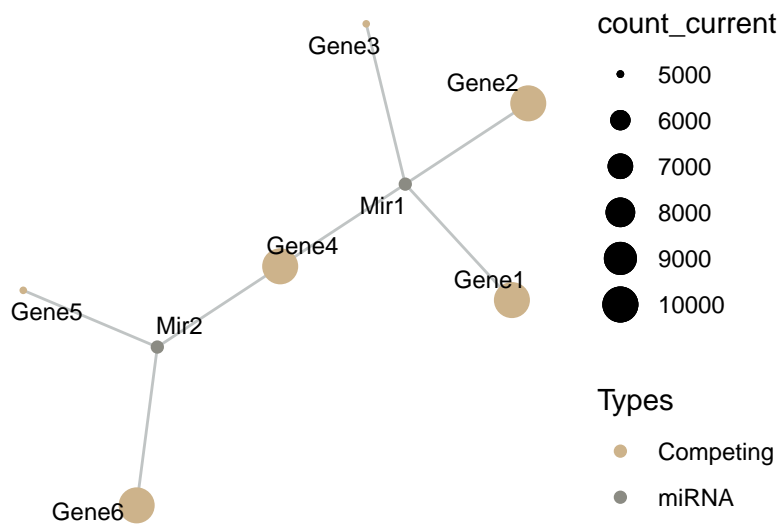 Gene3
Gene2
Mir1
Gene4
Gene1
Gene5
Mir2
Gene6
count_current
5000
6000
7000
8000
9000
10000
Types
Competing
miRNA